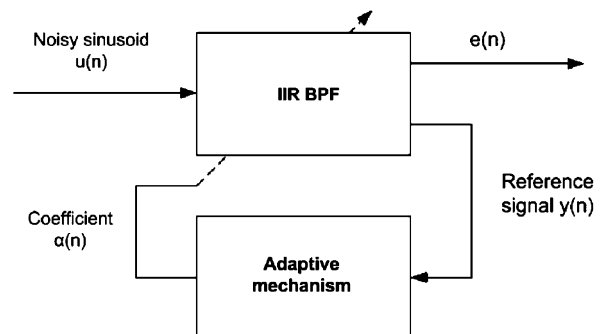 Noisy sinusoid
u(n)
IIR BPF
e(n)
Reference
signal y(n)
Coefficient
α(n)
Adaptive
mechanism